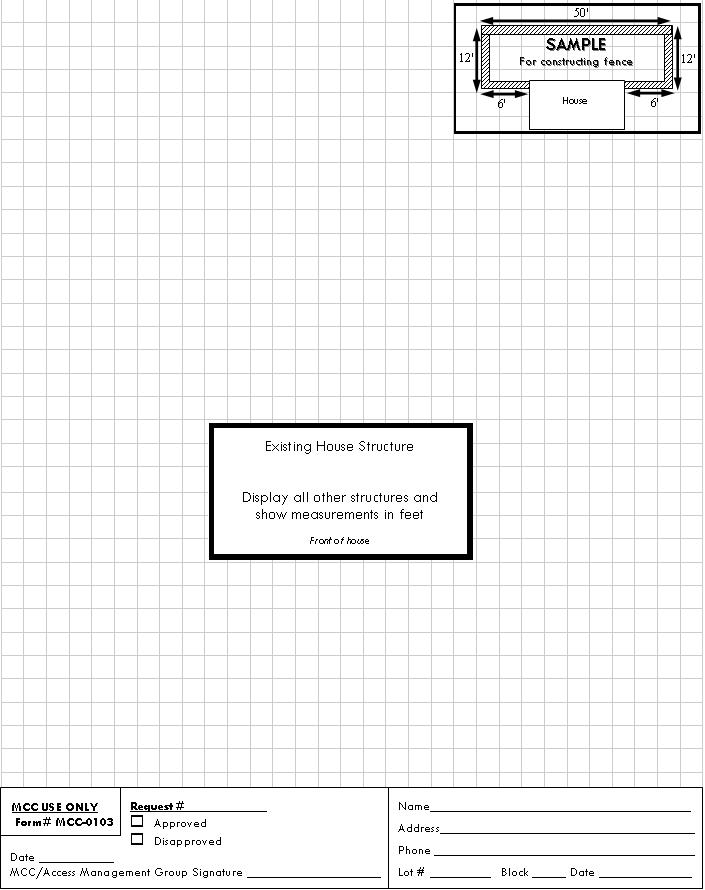 50'
SAMPLE
For constructing fence
12'
12'
House
6'
6'
Existing House Structure
Display all other structures and
show measurements in feet
Front of house
MCC USE ONLY
Form# MCC-0103
Request #
Approved
Disapproved
Date
MCC/Access Management Group Signature
Name
Address
Phone
Lot # Block Date